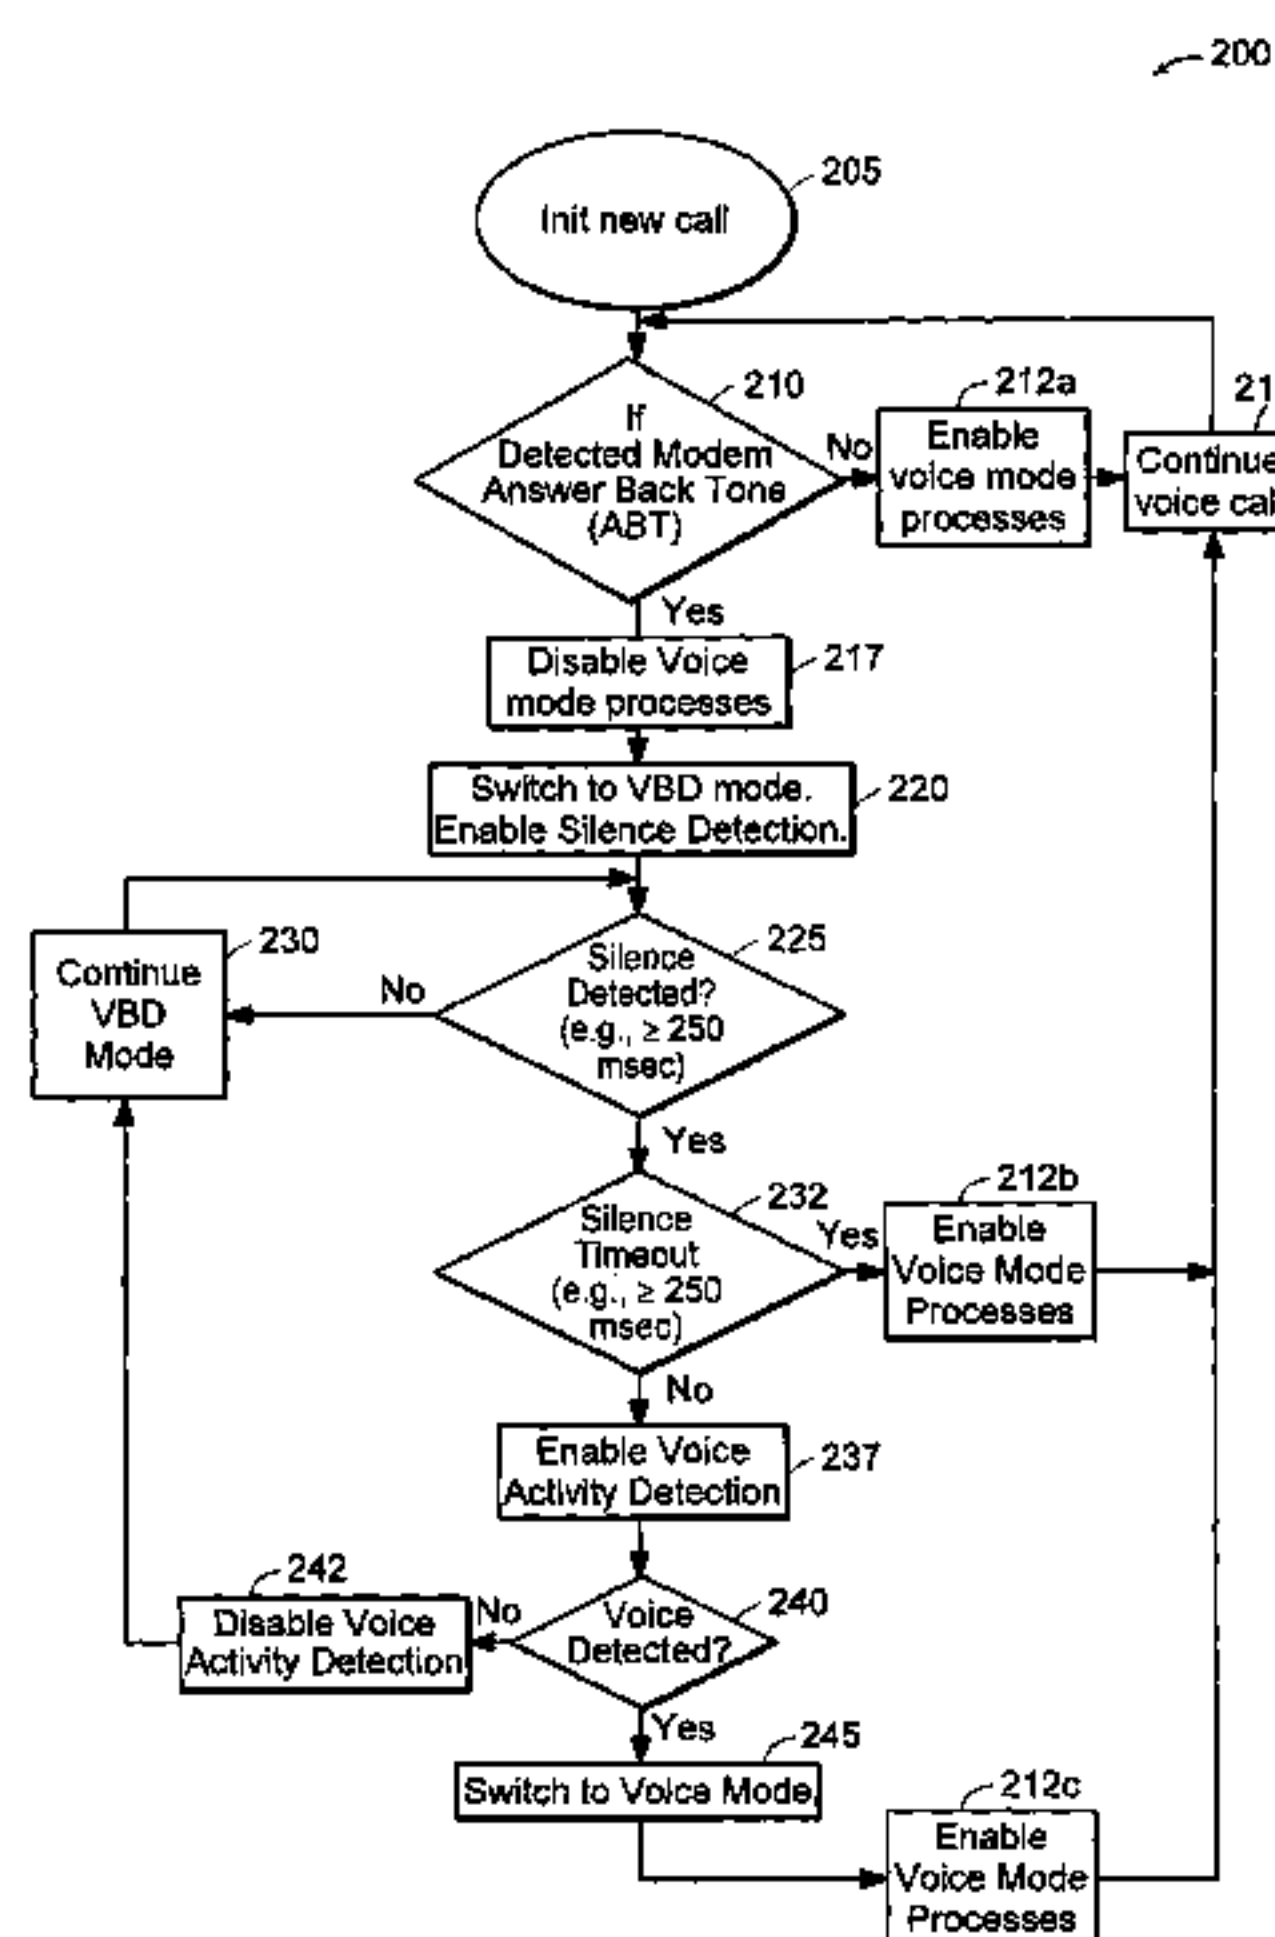 200
205
Init new call
210
If
Detected Modem
Answer Back Tone
(ABT)
No
212a
Enable
voice mode
processes
Continue
voice
Yes
Disable Voice
mode processes
217
Switch to VBD mode.
Enable Silence Detection.
220
230
Continue
VBD
Mode
No
225
Silence
Detected?
(e.g., ≥ 250
msec)
Yes
232
Silence
Timeout
(e.g., ≥ 250
msec)
Yes
212b
Enable
Voice Mode
Processes
No
Enable Voice
Activity Detection
237
242
Disable Voice
Activity Detection
No
240
Voice
Detected?
Yes
245
Switch to Voice Mode
212c
Enable
Voice Mode
Processes